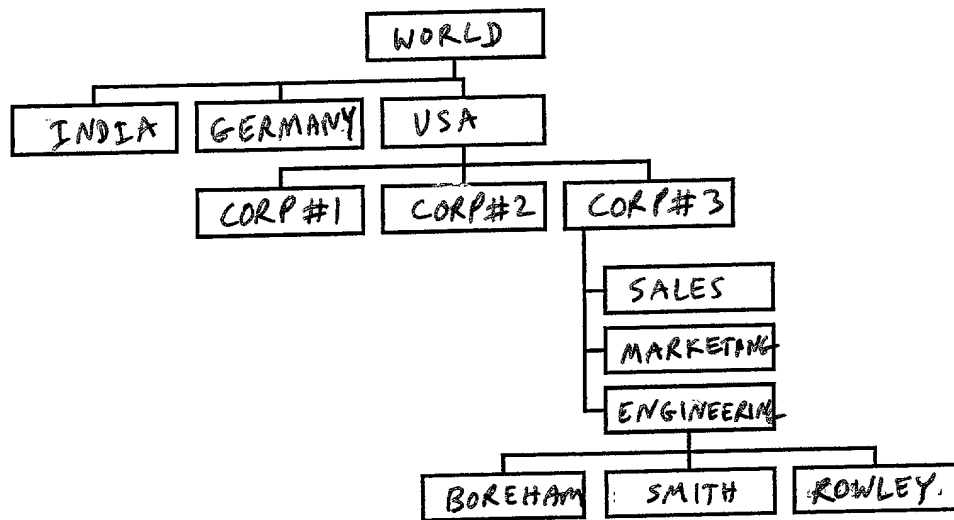 WORLD
INDIA GERMANY USA
CORP#1 CORP#2 CORP#3
SALES
MARKETING
ENGINEERING
BOREHAM SMITH ROWLEY.